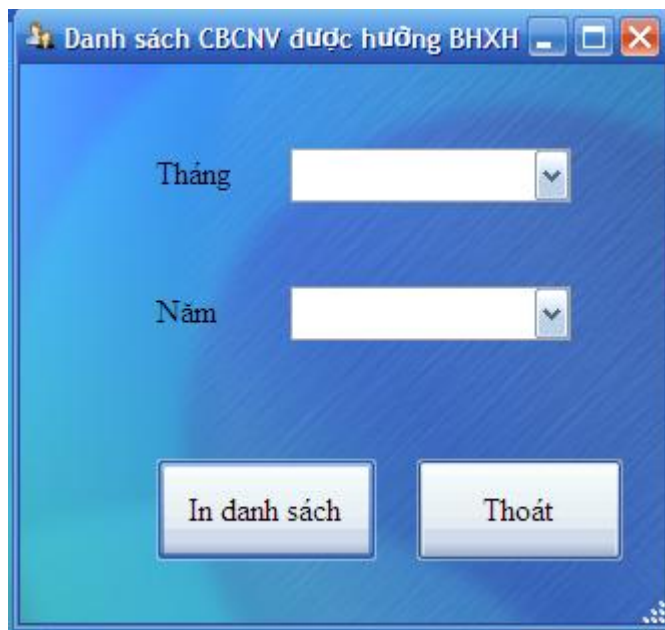 Danh sách CBCNV được hưởng BHXH
Tháng
Năm
In danh sách
Thoát